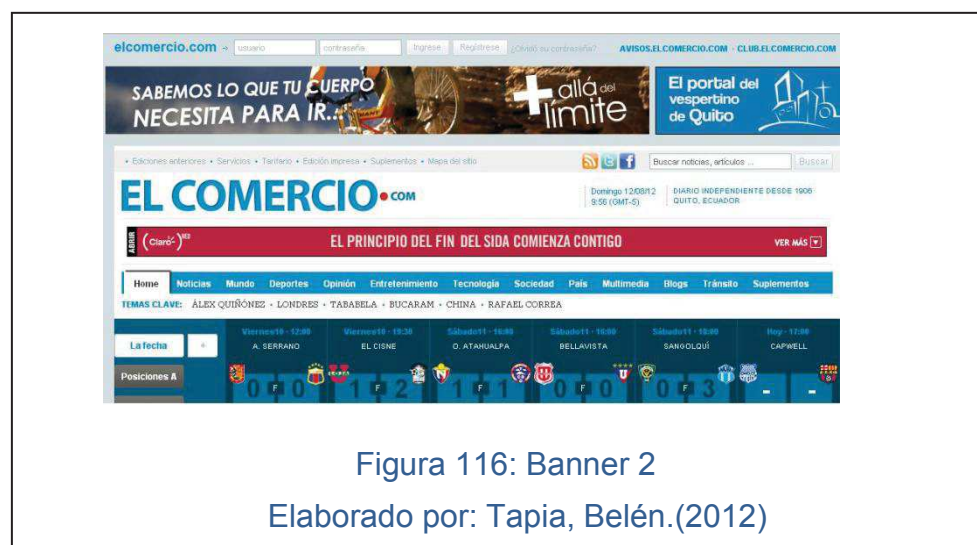 elcomercio.com usuario contraseña Ingrese Regístrese ¿Olvidó su contraseña? AVISOS.ELCOMERCIO.COM - CLUB.ELCOMERCIO.COM
SABEMOS LO QUE TU CUERPO
NECESITA PARA IR...
+ allá del
límite
El portal del
vespertino
de Quito
• Ediciones anteriores • Servicios • Tarifario • Edición impresa • Suplementos • Mapa del sitio
Buscar noticias, artículos ... Buscar
EL COMERCIO.COM
Domingo 12/08/12
9:56 (GMT-5)
DIARIO INDEPENDIENTE DESDE 1906
QUITO, ECUADOR
ABRIR (Claro) EL PRINCIPIO DEL FIN DEL SIDA COMIENZA CONTIGO VER MÁS
Home Noticias Mundo Deportes Opinión Entretenimiento Tecnología Sociedad País Multimedia Blogs Tránsito Suplementos
TEMAS CLAVE: ÁLEX QUIÑÓNEZ • LONDRES • TABABELA • BUCARAM • CHINA • RAFAEL CORREA
Viernes10 - 12:00 Viernes10 - 19:30 Sábado11 - 16:00 Sábado11 - 16:00 Sábado11 - 18:00 Hoy - 17:00
La fecha A. SERRANO EL CISNE O. ATAHUALPA BELLAVISTA SANGOLQUÍ CAPWELL
Posiciones A
0 F 0 1 F 2 1 F 1 0 F 0 0 F 3 - -
Figura 116: Banner 2
Elaborado por: Tapia, Belén.(2012)